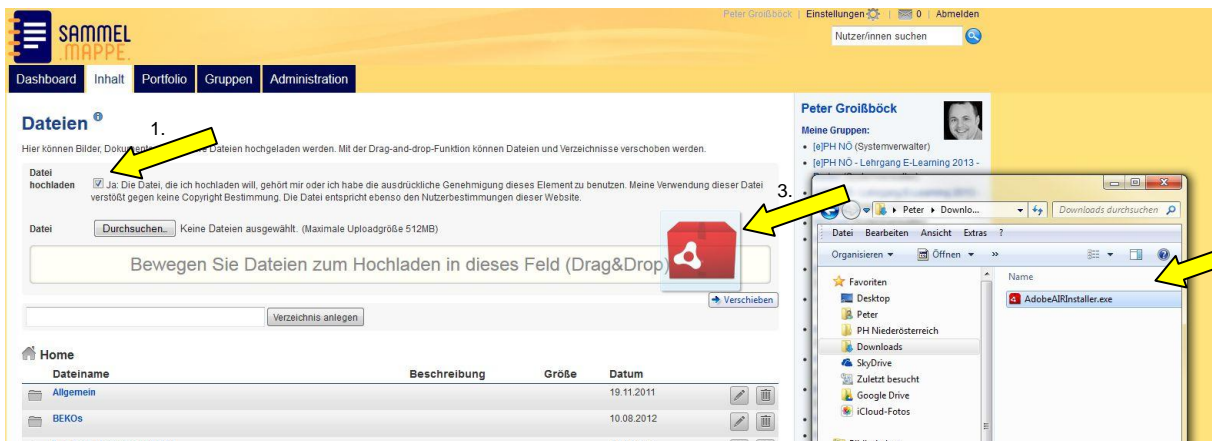 Peter Groißböck | Einstellungen | 0 | Abmelden
SAMMEL
.MAPPE.
Nutzer/innen suchen
Dashboard Inhalt Portfolio Gruppen Administration
Dateien
1.
Hier können Bilder, Dokumente Dateien hochgeladen werden. Mit der Drag-and-drop-Funktion können Dateien und Verzeichnisse verschoben werden.
Datei
hochladen
Ja: Die Datei, die ich hochladen will, gehört mir oder ich habe die ausdrückliche Genehmigung dieses Element zu benutzen. Meine Verwendung dieser Datei
verstößt gegen keine Copyright Bestimmung. Die Datei entspricht ebenso den Nutzerbestimmungen dieser Website.
Datei Durchsuchen... Keine Dateien ausgewählt. (Maximale Uploadgröße 512MB)
Bewegen Sie Dateien zum Hochladen in dieses Feld (Drag&Drop)
Verschieben
Verzeichnis anlegen
Home
Dateiname Beschreibung Größe Datum
Allgemein 19.11.2011
BEKOs 10.08.2012
Peter Groißböck
Meine Gruppen:
[e]PH NÖ (Systemverwalter)
[e]PH NÖ - Lehrgang E-Learning 2013 -
3.
Peter Downlo... Downloads durchsuchen
Datei Bearbeiten Ansicht Extras ?
Organisieren Öffnen »
Favoriten
Desktop
Peter
PH Niederösterreich
Downloads
SkyDrive
Zuletzt besucht
Google Drive
iCloud-Fotos
Name
AdobeAIRInstaller.exe